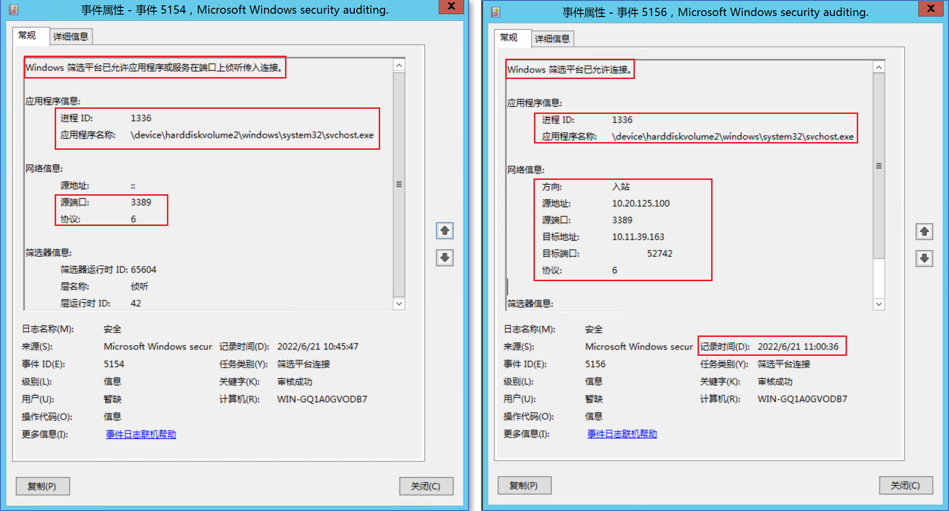 事件属性 - 事件 5154，Microsoft Windows security auditing.
常规 详细信息
Windows 筛选平台已允许应用程序或服务在端口上侦听传入连接。
应用程序信息:
进程 ID: 1336
应用程序名称: \device\harddiskvolume2\windows\system32\svchost.exe
网络信息:
源地址: ::
源端口: 3389
协议: 6
筛选器信息:
筛选器运行时 ID: 65604
层名称: 侦听
层运行时 ID: 42
日志名称(M): 安全
来源(S): Microsoft Windows securi 记录时间(D): 2022/6/21 10:45:47
事件 ID(E): 5154 任务类别(Y): 筛选平台连接
级别(L): 信息 关键字(K): 审核成功
用户(U): 暂缺 计算机(R): WIN-GQ1A0GVODB7
操作代码(O): 信息
更多信息(I): 事件日志联机帮助
复制(P) 关闭(C)
事件属性 - 事件 5156，Microsoft Windows security auditing.
常规 详细信息
Windows 筛选平台已允许连接。
应用程序信息:
进程 ID: 1336
应用程序名称: \device\harddiskvolume2\windows\system32\svchost.exe
网络信息:
方向: 入站
源地址: 10.20.125.100
源端口: 3389
目标地址: 10.11.39.163
目标端口: 52742
协议: 6
筛选器信息:
日志名称(M): 安全
来源(S): Microsoft Windows secur 记录时间(D): 2022/6/21 11:00:36
事件 ID(E): 5156 任务类别(Y): 筛选平台连接
级别(L): 信息 关键字(K): 审核成功
用户(U): 暂缺 计算机(R): WIN-GQ1A0GVODB7
操作代码(O): 信息
更多信息(I): 事件日志联机帮助
复制(P) 关闭(C)